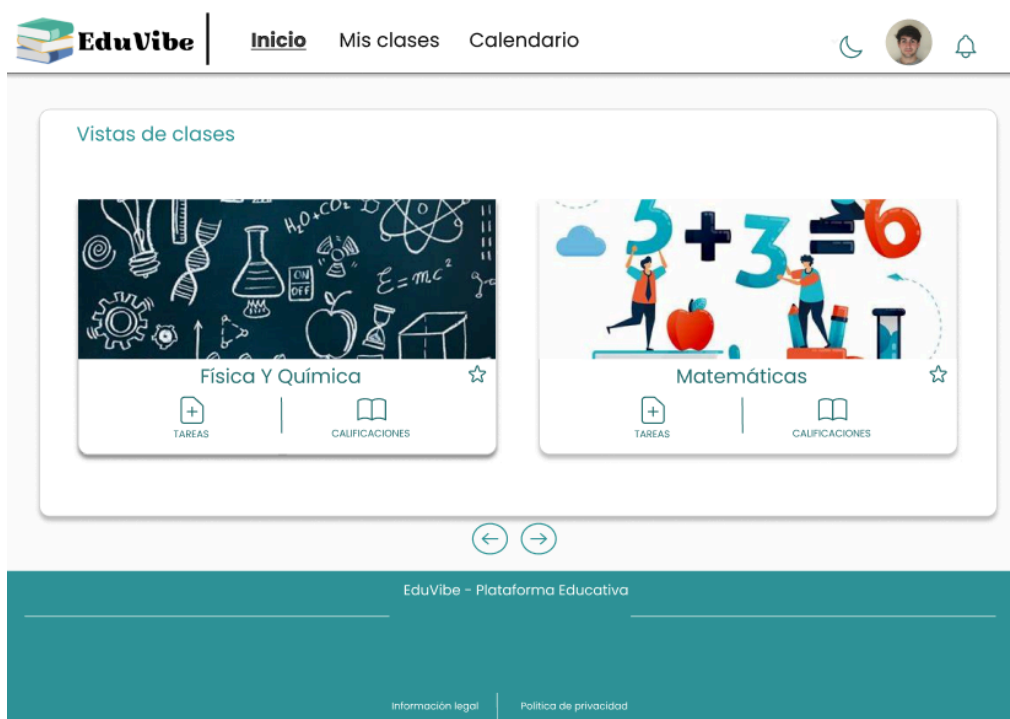 EduVibe
Inicio Mis clases Calendario
Vistas de clases
H₂O+CO₂
ON
OFF
E=mc²
5+3=6
Física Y Química
TAREAS
CALIFICACIONES
Matemáticas
TAREAS
CALIFICACIONES
EduVibe - Plataforma Educativa
Información legal
Política de privacidad